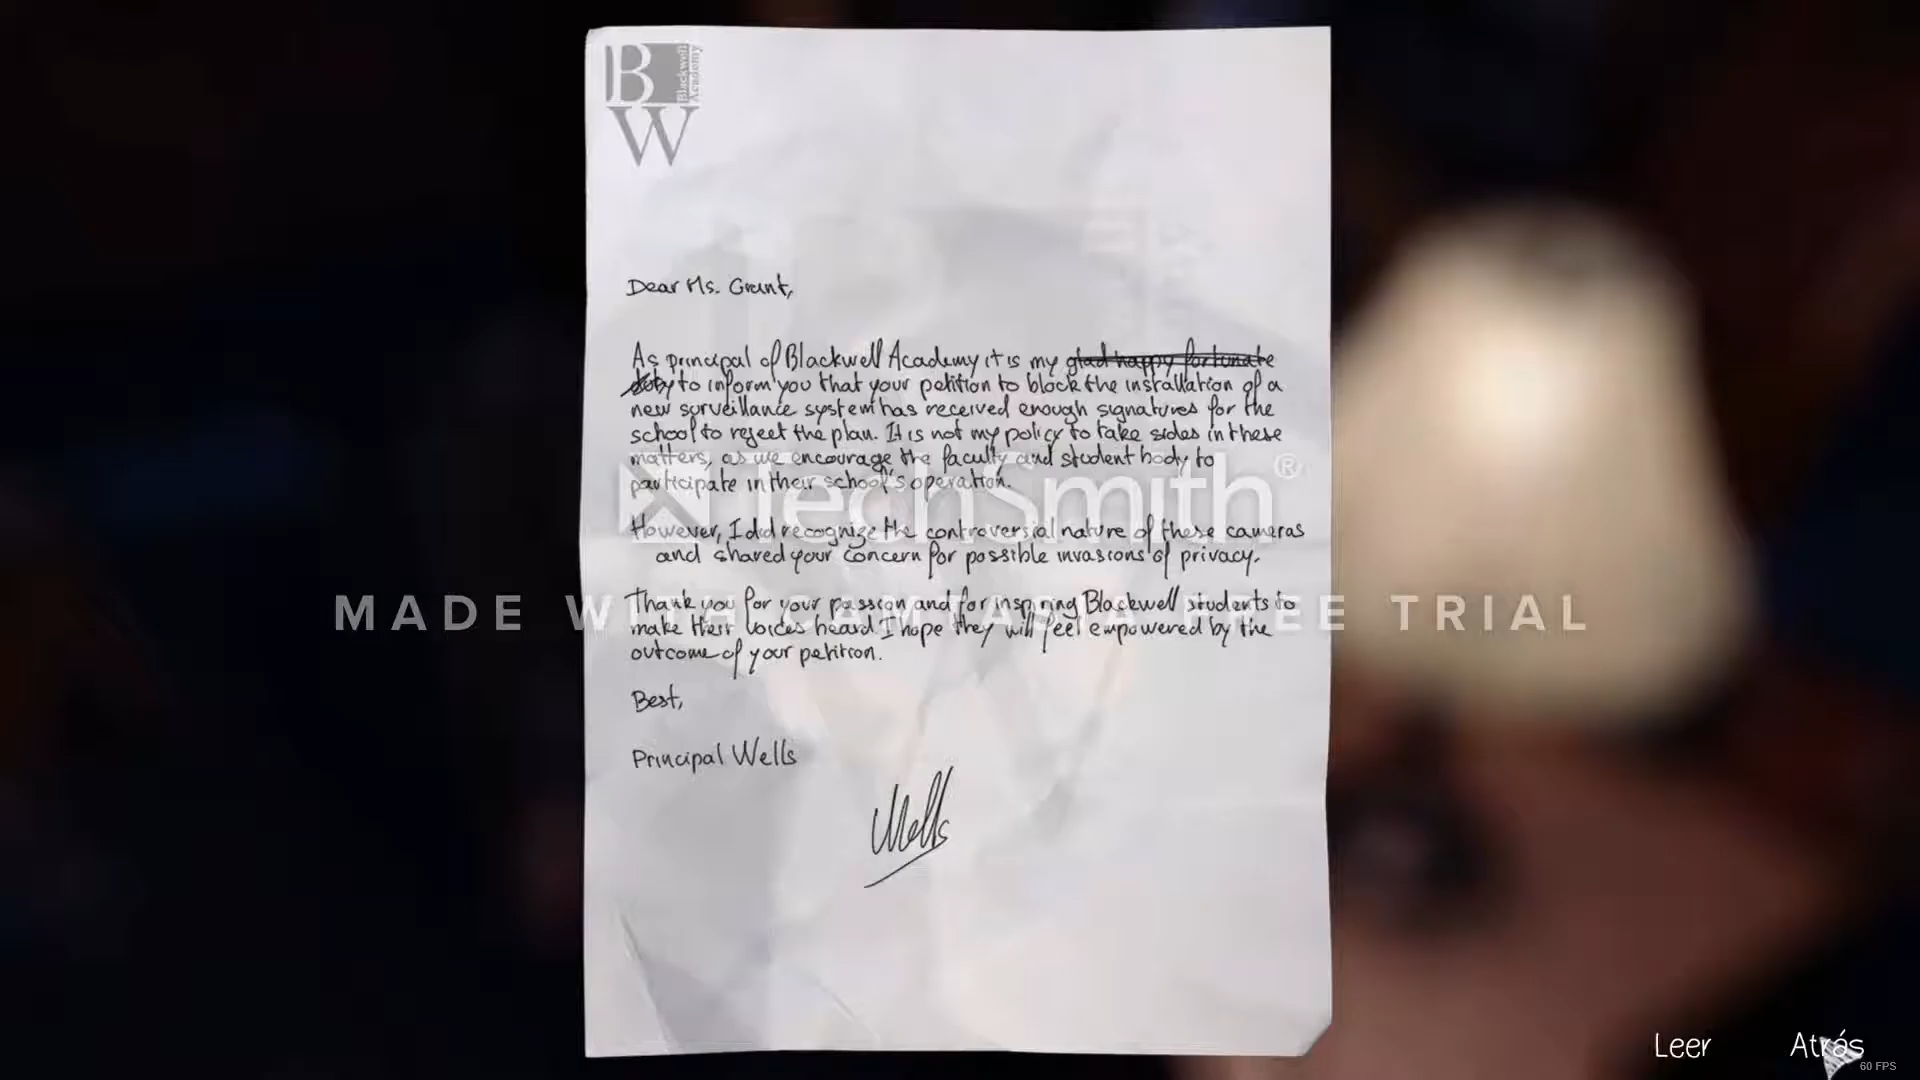 BW
Blackwell
Academy
Dear Ms. Grant,
As principal of Blackwell Academy it is my glad happy fortunate
duty to inform you that your petition to block the installation of a
new surveillance system has received enough signatures for the
school to reject the plan. It is not my policy to take sides in these
matters, as we encourage the faculty and student body to
participate in their school's operation.
However, I did recognize the controversial nature of these cameras
and shared your concern for possible invasions of privacy.
Thank you for your passion and for inspiring Blackwell students to
make their voices heard I hope they will feel empowered by the
outcome of your petition.
Best,
Principal Wells
Wells
TechSmith®
MADE WITH CAMTASIA FREE TRIAL
Leer
Atrás
60 FPS